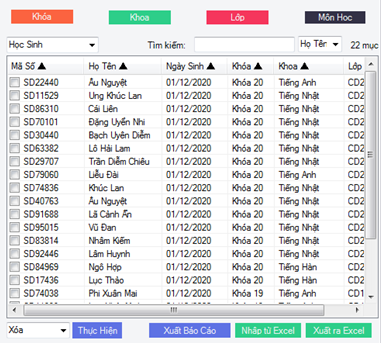 Khóa Khoa Lớp Môn Hoc
Học Sinh Tìm kiếm: Họ Tên 22 mục
Mã Số Họ Tên Ngày Sinh Khóa Khoa Lớp
SD22440 Âu Nguyệt 01/12/2020 Khóa 20 Tiếng Anh CD2
SD11529 Ung Khúc Lan 01/12/2020 Khóa 20 Tiếng Nhật CD2
SD86310 Cái Liên 01/12/2020 Khóa 20 Tiếng Nhật CD2
SD70101 Đặng Uyển Nhi 01/12/2020 Khóa 20 Tiếng Nhật CD2
SD30440 Bạch Uyên Diễm 01/12/2020 Khóa 20 Tiếng Nhật CD2
SD63382 Lô Hải Lam 01/12/2020 Khóa 20 Tiếng Nhật CD2
SD29707 Trần Diễm Chiêu 01/12/2020 Khóa 20 Tiếng Nhật CD2
SD79060 Liễu Đài 01/12/2020 Khóa 20 Tiếng Anh CD2
SD74836 Khúc Lan 01/12/2020 Khóa 20 Tiếng Nhật CD2
SD40763 Âu Nguyệt 01/12/2020 Khóa 20 Tiếng Nhật CD2
SD91688 Lã Cảnh Ẩn 01/12/2020 Khóa 20 Tiếng Nhật CD2
SD95015 Vũ Đan 01/12/2020 Khóa 20 Tiếng Nhật CD2
SD83814 Nhâm Kiếm 01/12/2020 Khóa 20 Tiếng Nhật CD2
SD92446 Lâm Huynh 01/12/2020 Khóa 20 Tiếng Nhật CD2
SD84969 Ngô Hợp 01/12/2020 Khóa 20 Tiếng Hàn CD2
SD17436 Lục Thảo 01/12/2020 Khóa 20 Tiếng Hàn CD2
SD74038 Phi Xuân Mai 01/12/2020 Khóa 19 Tiếng Anh CD1
Xóa Thực Hiện Xuất Báo Cáo Nhâp từ Excel Xuất ra Excel